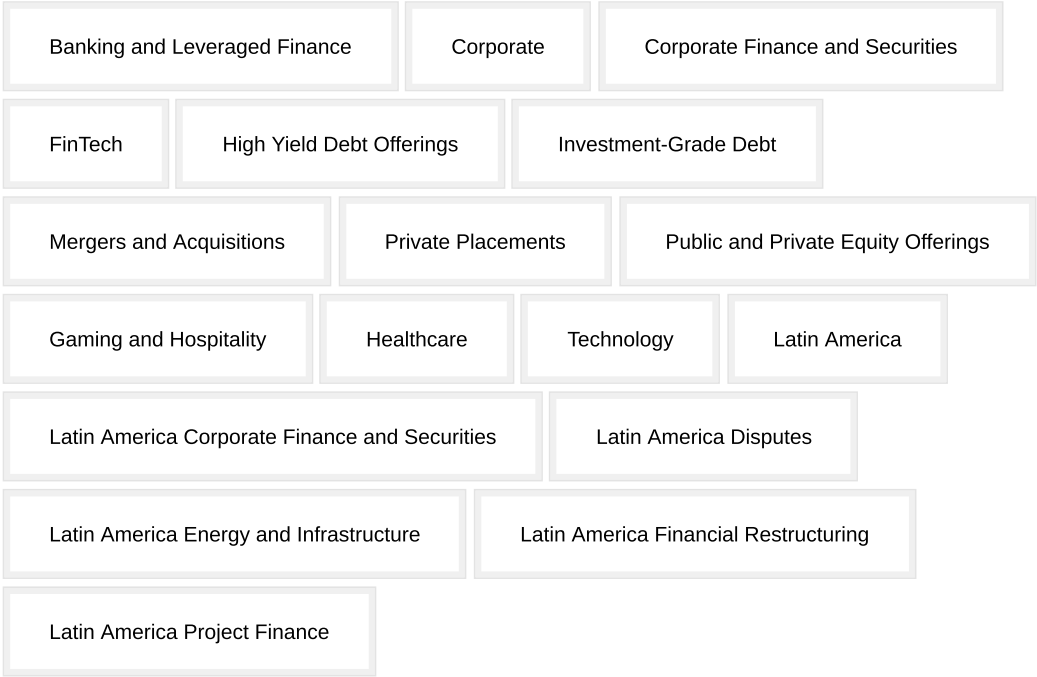 Banking and Leveraged Finance
Corporate
Corporate Finance and Securities
FinTech
High Yield Debt Offerings
Investment-Grade Debt
Mergers and Acquisitions
Private Placements
Public and Private Equity Offerings
Gaming and Hospitality
Healthcare
Technology
Latin America
Latin America Corporate Finance and Securities
Latin America Disputes
Latin America Energy and Infrastructure
Latin America Financial Restructuring
Latin America Project Finance